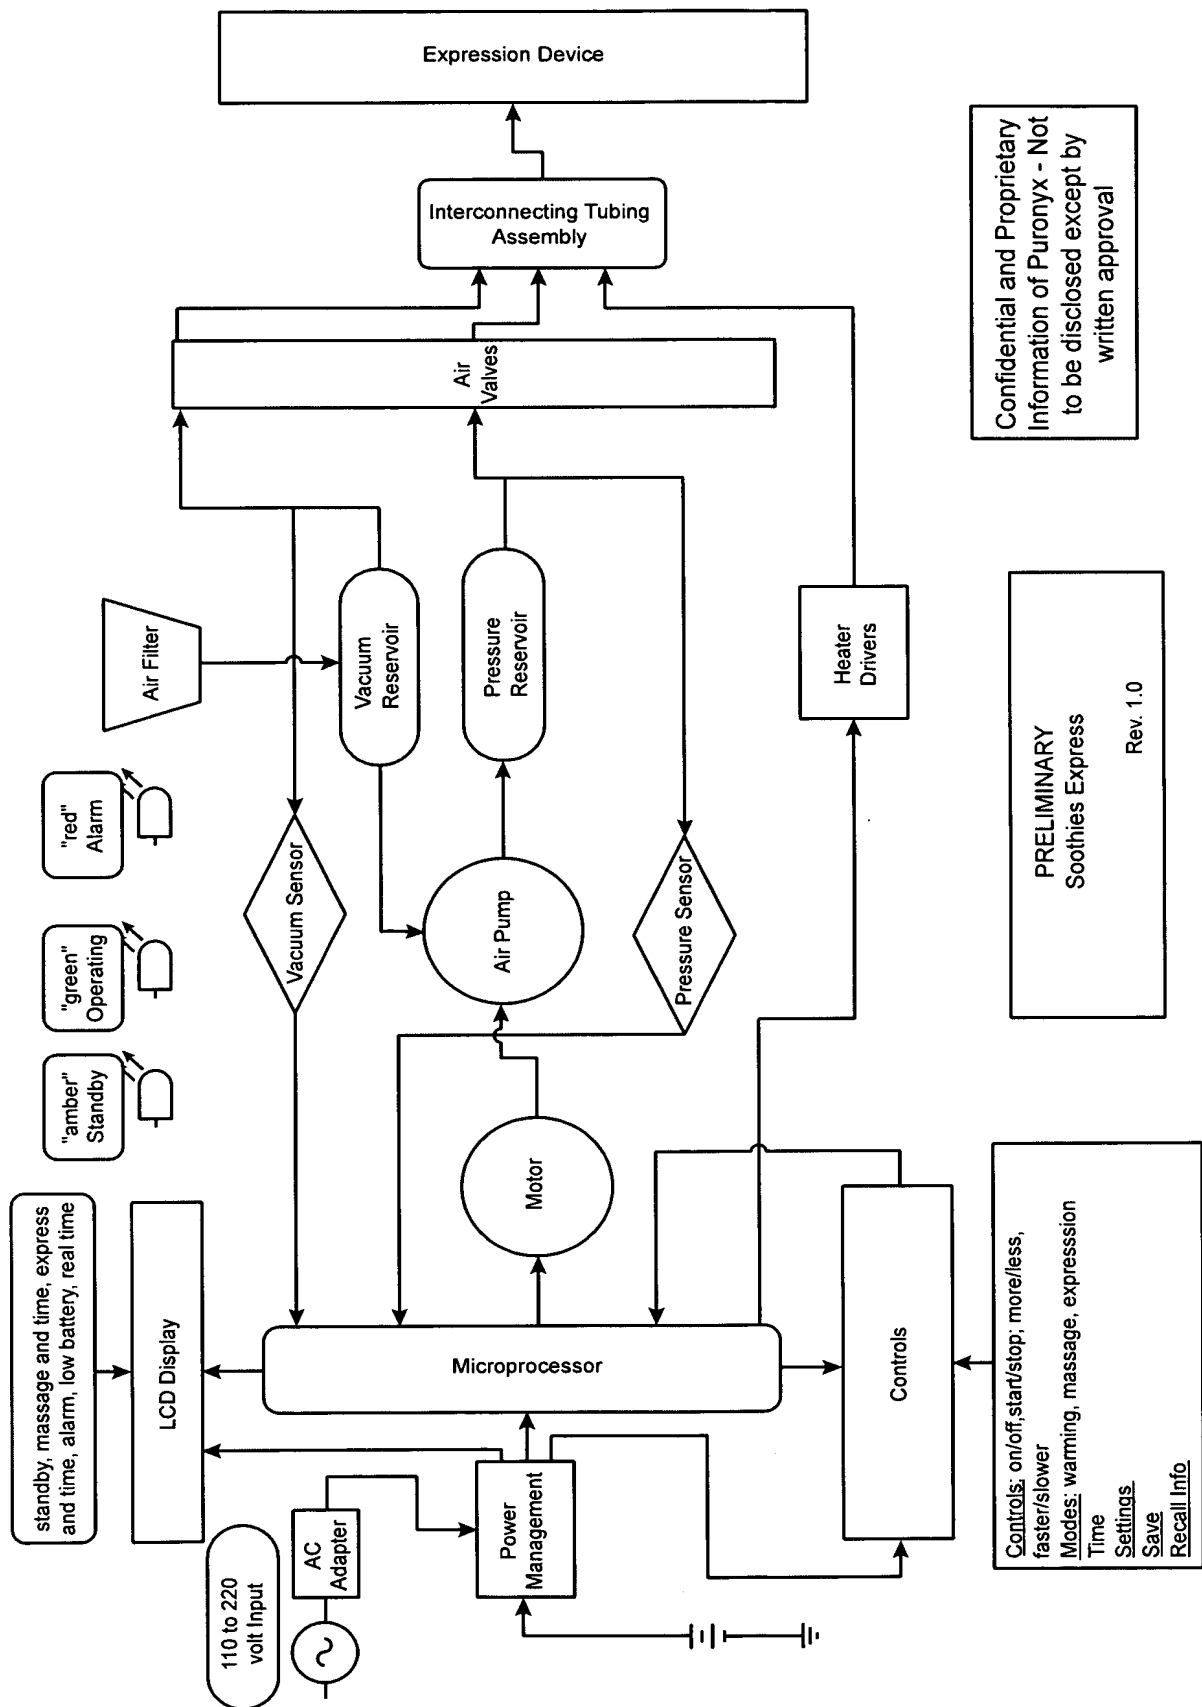 110 to 220
volt Input
AC
Adapter
Power
Management
standby, massage and time, express
and time, alarm, low battery, real time
LCD Display
Microprocessor
Controls
Controls: on/off,start/stop; more/less,
faster/slower
Modes: warming, massage, expresssion
Time
Settings
Save
Recall Info
"amber"
Standby
"green"
Operating
"red"
Alarm
Motor
Vacuum Sensor
Air Pump
Pressure Sensor
Air Filter
Vacuum
Reservoir
Pressure
Reservoir
Heater
Drivers
Air
Valves
Interconnecting Tubing
Assembly
Expression Device
PRELIMINARY
Soothies Express
Rev. 1.0
Confidential and Proprietary
Information of Puronyx - Not
to be disclosed except by
written approval